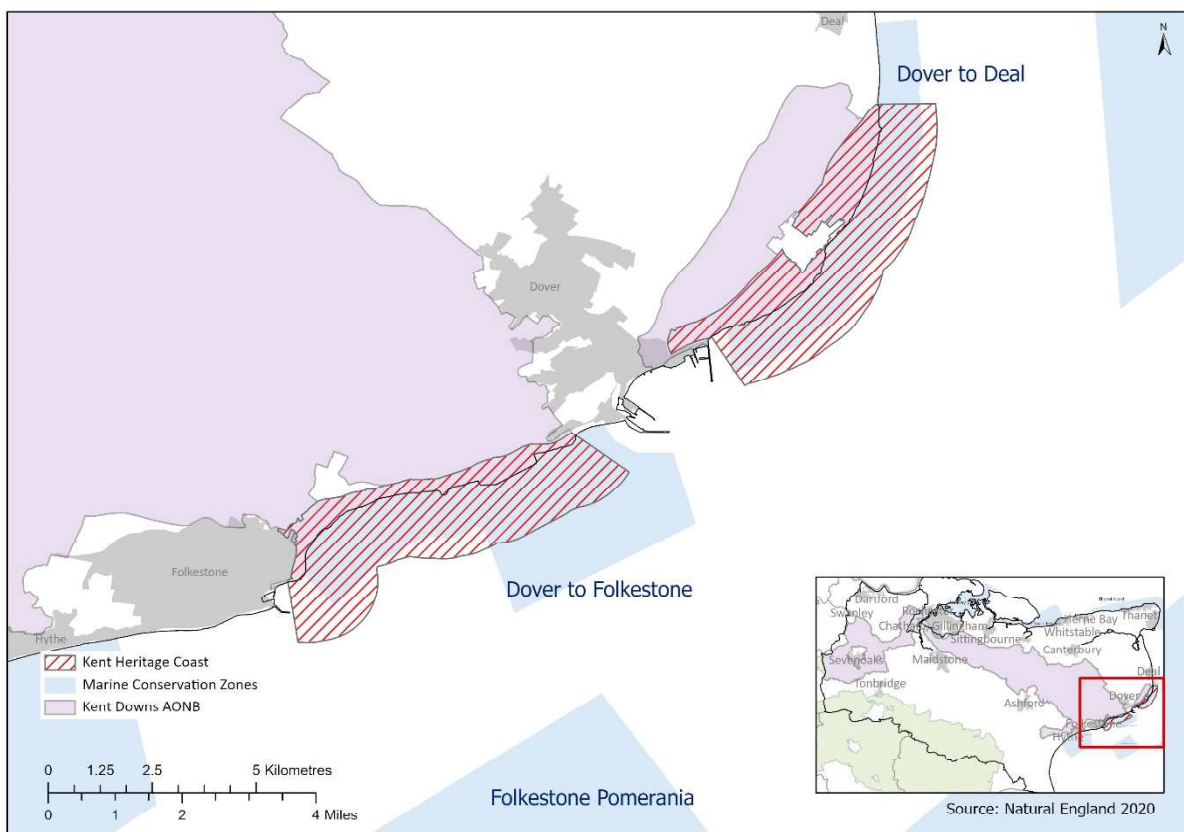 Deal
N
Dover to Deal
Dover
Dover to Folkestone
Folkestone
Hythe
Kent Heritage Coast
Marine Conservation Zones
Kent Downs AONB
0 1.25 2.5 5 Kilometres
0 1 2 4 Miles
Folkestone Pomerania
Dartford
Swanley
Gillingham
Sittingbourne
Herne Bay
Thanet
Whitstable
Canterbury
Sevenoaks
Maidstone
Deal
Tonbridge
Ashford
Dover
Folkestone
Hythe
Source: Natural England 2020